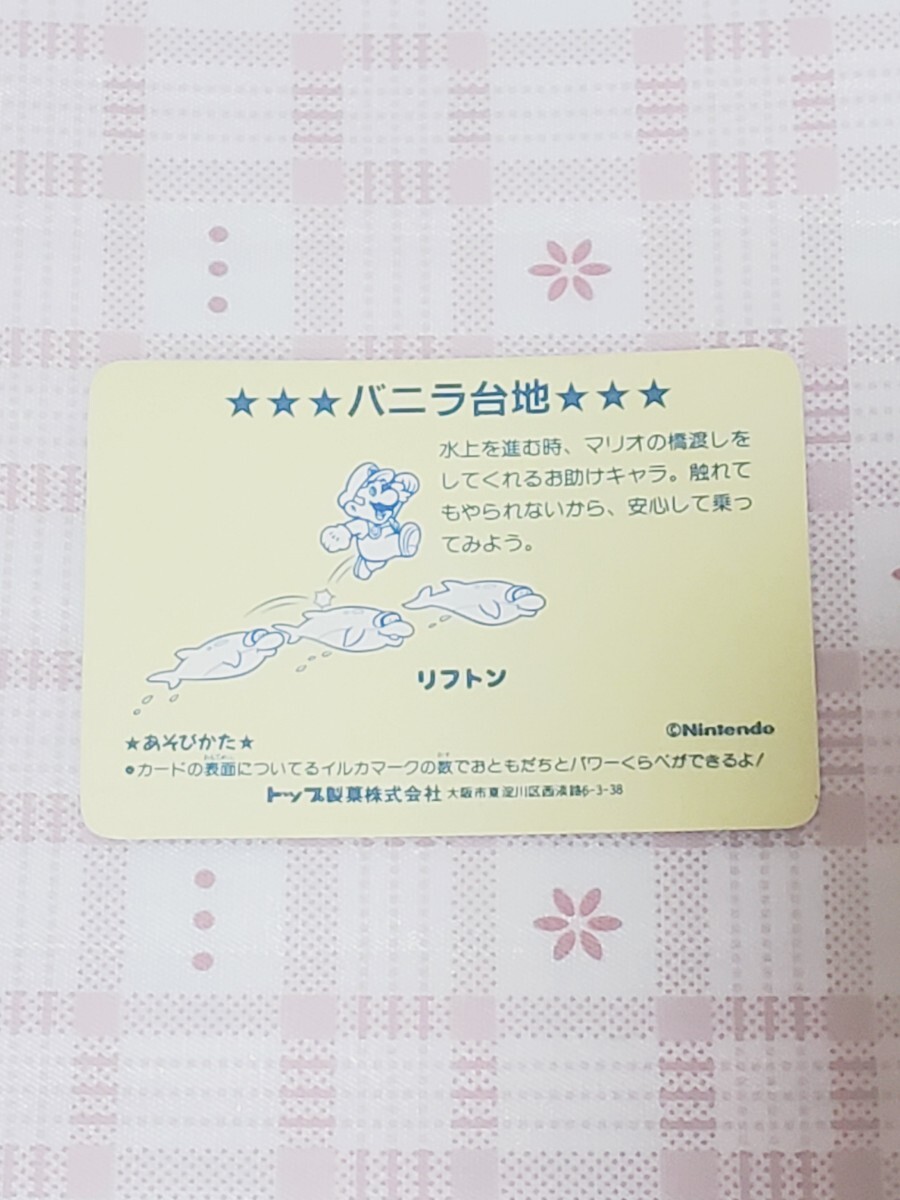 ★★★バニラ台地★★★
水上を進む時、マリオの橋渡しを
してくれるお助けキャラ。触れて
もやられないから、安心して乗っ
てみよう。
リフトン
©Nintendo
★あそびかた★
●カードの表面についてるイルカマークの数でおともだちとパワーくらべができるよ!
トップ製菓株式会社 大阪市東淀川区西淡路6-3-38